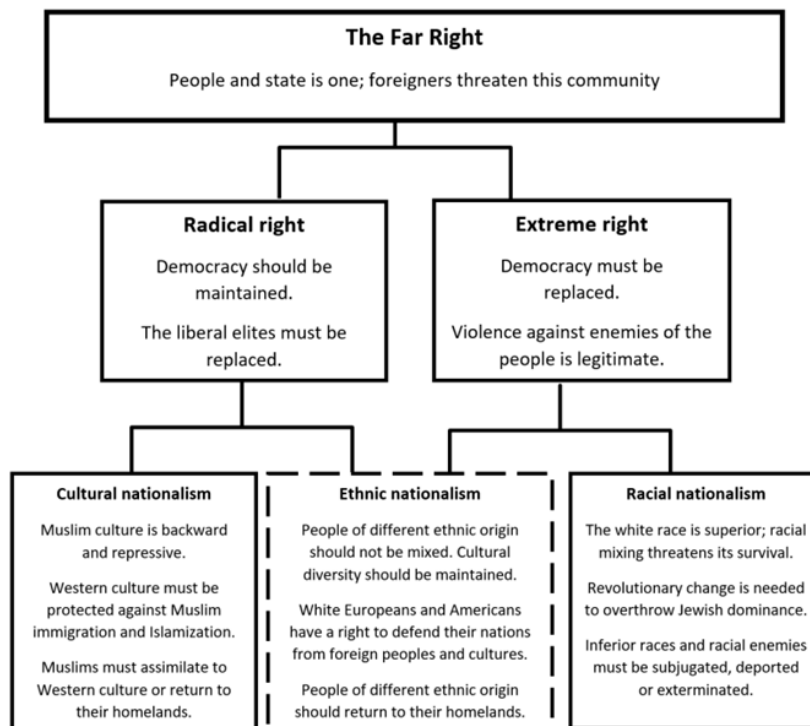 The Far Right
People and state is one; foreigners threaten this community
Radical right
Democracy should be
maintained.
The liberal elites must be
replaced.
Extreme right
Democracy must be
replaced.
Violence against enemies of the
people is legitimate.
Cultural nationalism
Muslim culture is backward
and repressive.
Western culture must be
protected against Muslim
immigration and Islamization.
Muslims must assimilate to
Western culture or return to
their homelands.
Ethnic nationalism
People of different ethnic origin
should not be mixed. Cultural
diversity should be maintained.
White Europeans and Americans
have a right to defend their nations
from foreign peoples and cultures.
People of different ethnic origin
should return to their homelands.
Racial nationalism
The white race is superior; racial
mixing threatens its survival.
Revolutionary change is needed
to overthrow Jewish dominance.
Inferior races and racial enemies
must be subjugated, deported
or exterminated.